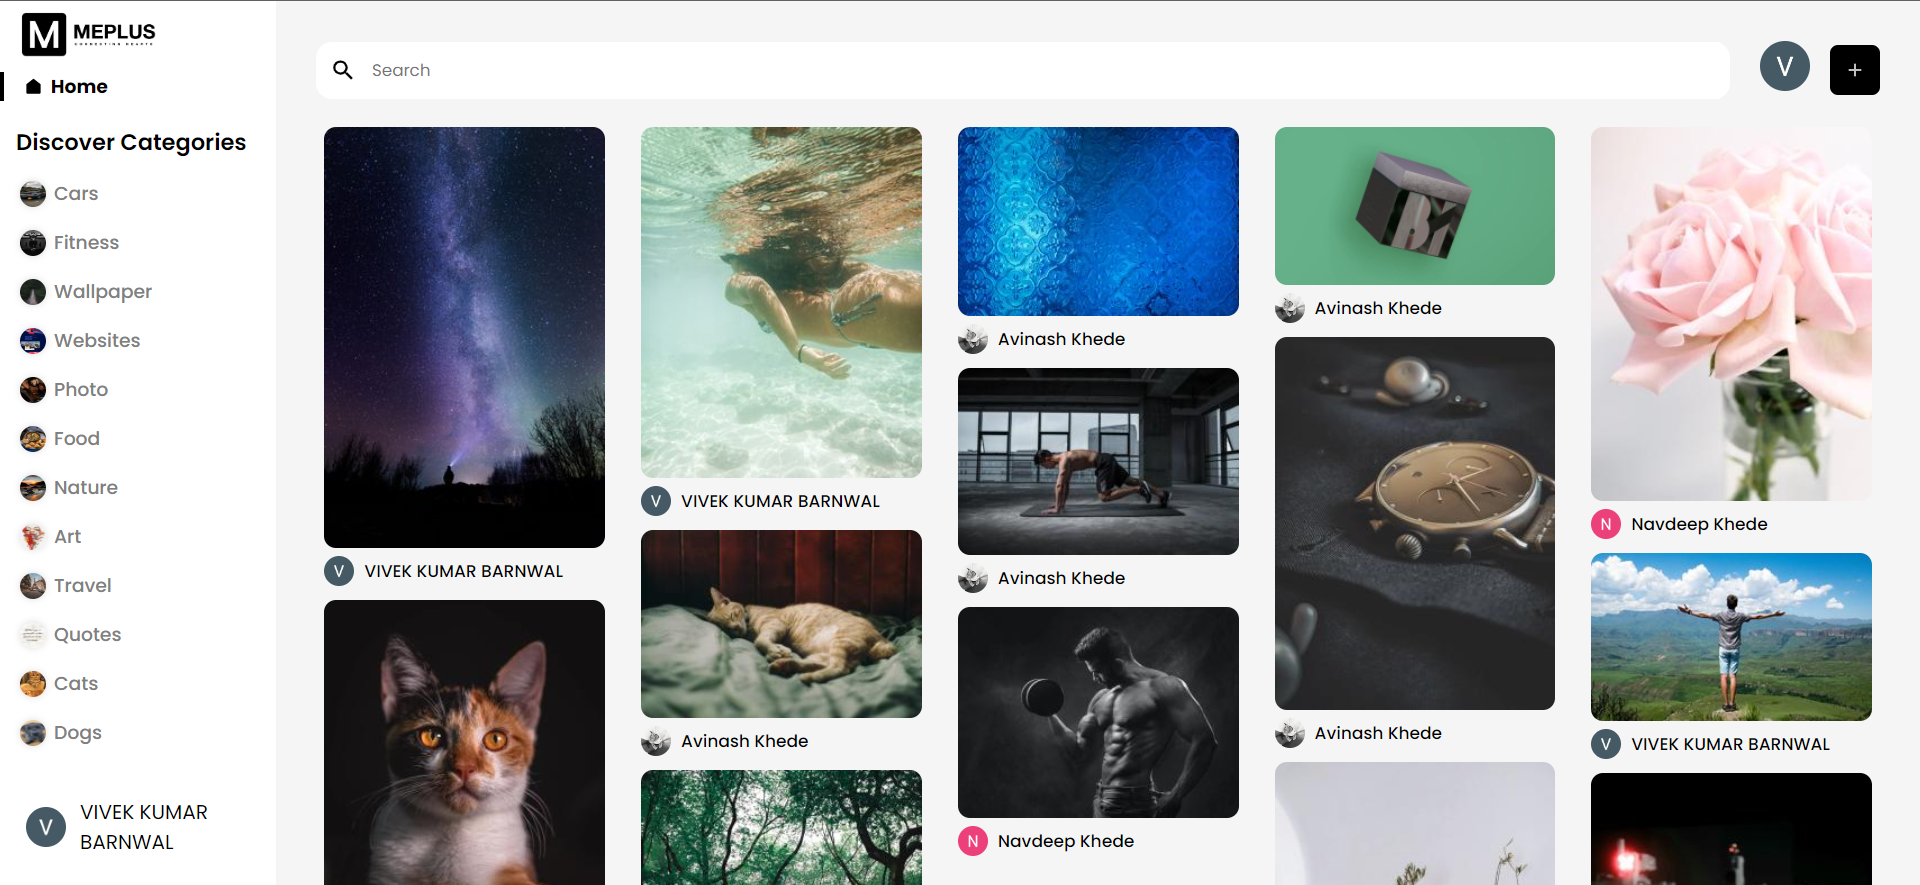 M MEPLUS
CONNECTING HEARTS
Home
Discover Categories
Cars
Fitness
Wallpaper
Websites
Photo
Food
Nature
Art
Travel
Quotes
Cats
Dogs
V VIVEK KUMAR
BARNWAL
Search
V
+
V VIVEK KUMAR BARNWAL
V VIVEK KUMAR BARNWAL
Avinash Khede
Avinash Khede
Avinash Khede
N Navdeep Khede
Avinash Khede
Avinash Khede
N Navdeep Khede
V VIVEK KUMAR BARNWAL